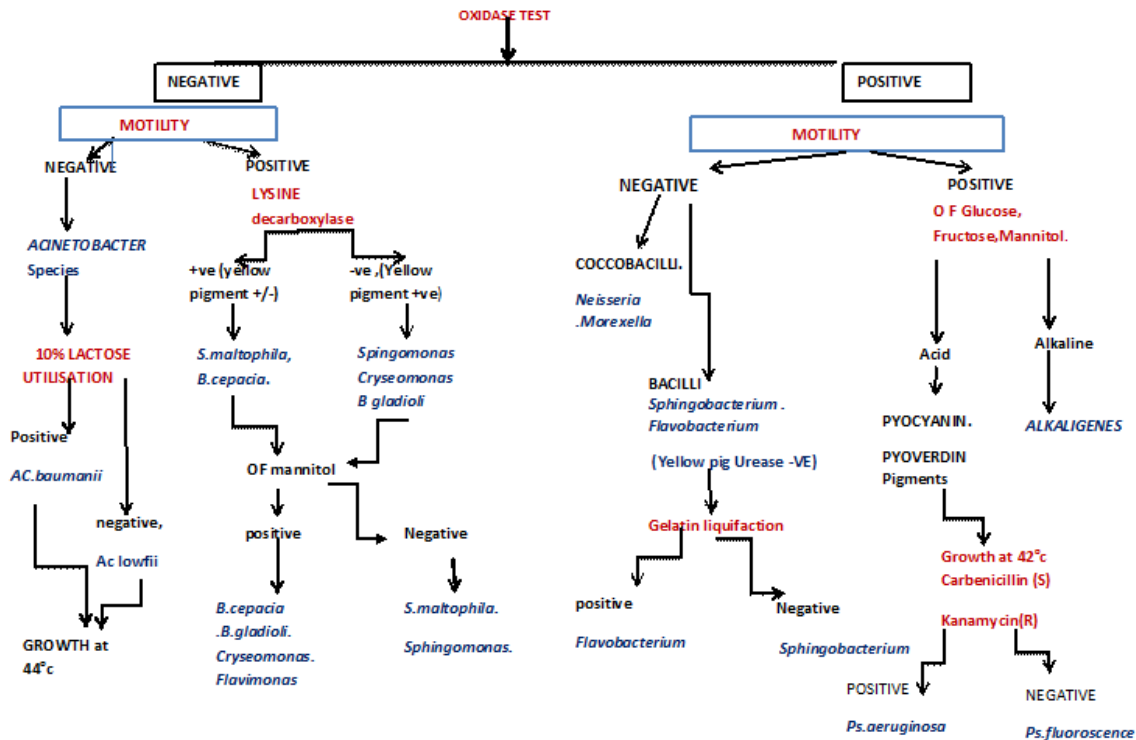 OXIDASE TEST
NEGATIVE
POSITIVE
MOTILITY
NEGATIVE
POSITIVE
ACINETOBACTER
Species
10% LACTOSE
UTILISATION
Positive
AC.baumanii
negative,
Ac lowfii
GROWTH at
44°c
LYSINE
decarboxylase
+ve (yellow
pigment +/-)
-ve ,(Yellow
pigment +ve)
S.maltophila,
B.cepacia.
Spingomonas
Cryseomonas
B gladioli
OF mannitol
positive
Negative
B.cepacia
.B.gladioli.
Cryseomonas.
Flavimonas
S.maltophila.
Sphingomonas.
MOTILITY
NEGATIVE
POSITIVE
COCCOBACILLI.
Neisseria
.Morexella
BACILLI
Sphingobacterium .
Flavobacterium
(Yellow pig Urease -VE)
Gelatin liquifaction
positive
Flavobacterium
Negative
Sphingobacterium
O F Glucose,
Fructose,Mannitol.
Acid
Alkaline
PYOCYANIN.
PYOVERDIN
Pigments
ALKALIGENES
Growth at 42°c
Carbenicillin (S)
Kanamycin(R)
POSITIVE
Ps.aeruginosa
NEGATIVE
Ps.fluoroscence